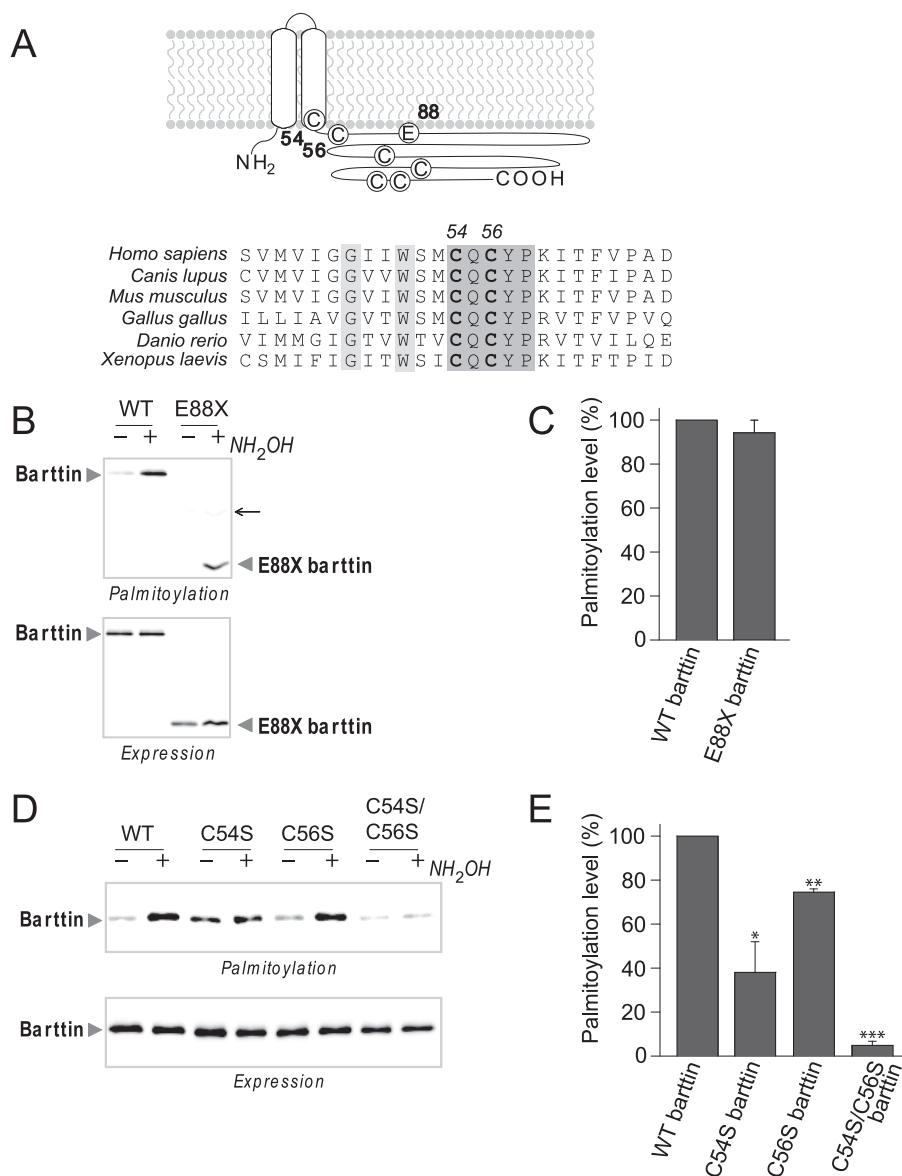 A
88
54
56
NH2
C
C
E
C
C
C
C
COOH
54 56
Homo sapiens S V M V I G G I I W S M C Q C Y P K I T F V P A D
Canis lupus C V M V I G G V V W S M C Q C Y P K I T F I P A D
Mus musculus S V M V I G G V I W S M C Q C Y P K I T F V P A D
Gallus gallus I L L I A V G V T W S M C Q C Y P R V T F V P V Q
Danio rerio V I M M G I G T V W T V C Q C Y P R V T V I L Q E
Xenopus laevis C S M I F I G I T W S I C Q C Y P K I T F T P I D
B
WT E88X
− + − + NH2OH
Barttin
E88X barttin
Palmitoylation
Barttin
E88X barttin
Expression
C
Palmitoylation level (%)
100
80
60
40
20
0
WT barttin
E88X barttin
D
WT C54S C56S C54S/
C56S
− + − + − + − + NH2OH
Barttin
Palmitoylation
Barttin
Expression
E
Palmitoylation level (%)
100
80
60
40
20
0
*
**
***
WT barttin
C54S barttin
C56S barttin
C54S/C56S
barttin